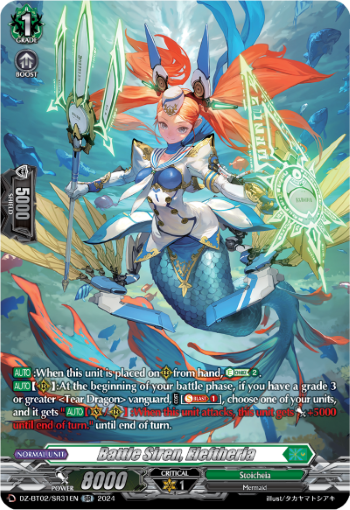 1
GRADE
BOOST
5000
SHIELD
AUTO:When this unit is placed on R from hand, ENERGY 2.
AUTO【R】:At the beginning of your battle phase, if you have a grade 3
or greater <Tear Dragon> vanguard, [1], choose one of your units,
and it gets "AUTO【V/R】:When this unit attacks, this unit gets +5000
until end of turn." until end of turn.
NORMAL UNIT
Battle Siren, Eleitheria
POWER 8000
CRITICAL
1
Stoicheia
Mermaid
DZ-BT02/SR31EN SR 2024
Illust/タカヤマトシアキ